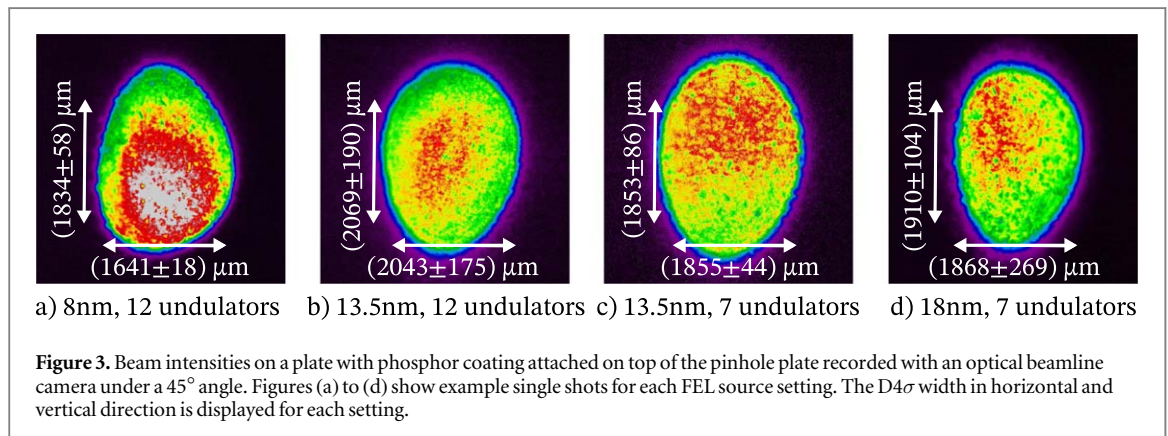 (1834±58) μm
(1641±18) μm
(2069±190) μm
(2043±175) μm
(1853±86) μm
(1855±44) μm
(1910±104) μm
(1868±269) μm
a) 8nm, 12 undulators
b) 13.5nm, 12 undulators
c) 13.5nm, 7 undulators
d) 18nm, 7 undulators
Figure 3. Beam intensities on a plate with phosphor coating attached on top of the pinhole plate recorded with an optical beamline
camera under a 45° angle. Figures (a) to (d) show example single shots for each FEL source setting. The D4σ width in horizontal and
vertical direction is displayed for each setting.